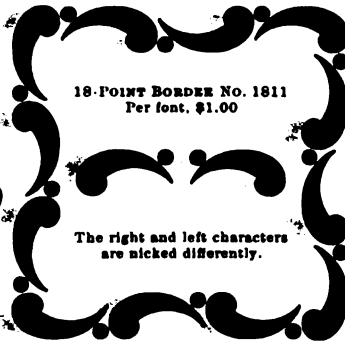 18-Point Border No. 1811
Per font, $1.00
The right and left characters
are nicked differently.